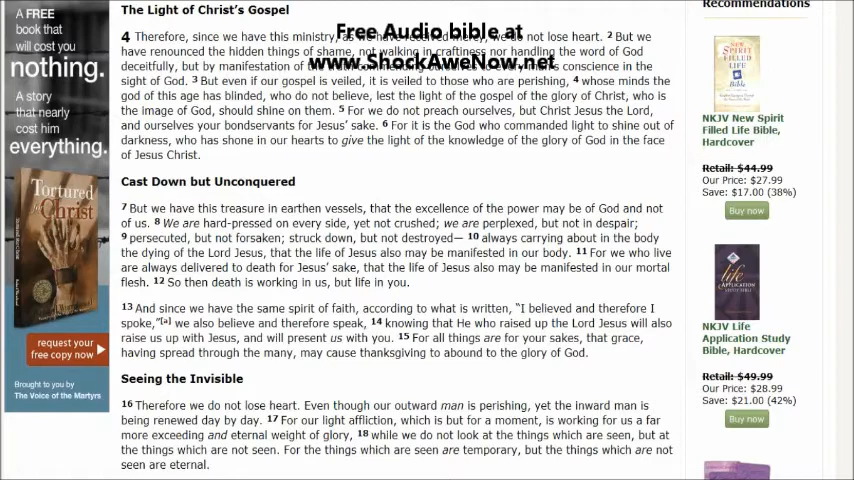 A FREE
book that
will cost you
nothing.
A story
that nearly
cost him
everything.
Tortured
for
Christ
request your
free copy now
Brought to you by
The Voice of the Martyrs
The Light of Christ's Gospel
Free Audio bible at
www.ShockAweNow.net
4 Therefore, since we have this ministry, as we have received mercy, we do not lose heart. 2 But we
have renounced the hidden things of shame, not walking in craftiness nor handling the word of God
deceitfully, but by manifestation of the truth commending ourselves to every man's conscience in the
sight of God. 3 But even if our gospel is veiled, it is veiled to those who are perishing, 4 whose minds the
god of this age has blinded, who do not believe, lest the light of the gospel of the glory of Christ, who is
the image of God, should shine on them. 5 For we do not preach ourselves, but Christ Jesus the Lord,
and ourselves your bondservants for Jesus' sake. 6 For it is the God who commanded light to shine out of
darkness, who has shone in our hearts to give the light of the knowledge of the glory of God in the face
of Jesus Christ.
Cast Down but Unconquered
7 But we have this treasure in earthen vessels, that the excellence of the power may be of God and not
of us. 8 We are hard-pressed on every side, yet not crushed; we are perplexed, but not in despair;
9 persecuted, but not forsaken; struck down, but not destroyed— 10 always carrying about in the body
the dying of the Lord Jesus, that the life of Jesus also may be manifested in our body. 11 For we who live
are always delivered to death for Jesus' sake, that the life of Jesus also may be manifested in our mortal
flesh. 12 So then death is working in us, but life in you.
13 And since we have the same spirit of faith, according to what is written, "I believed and therefore I
spoke,"[a] we also believe and therefore speak, 14 knowing that He who raised up the Lord Jesus will also
raise us up with Jesus, and will present us with you. 15 For all things are for your sakes, that grace,
having spread through the many, may cause thanksgiving to abound to the glory of God.
Seeing the Invisible
16 Therefore we do not lose heart. Even though our outward man is perishing, yet the inward man is
being renewed day by day. 17 For our light affliction, which is but for a moment, is working for us a far
more exceeding and eternal weight of glory, 18 while we do not look at the things which are seen, but at
the things which are not seen. For the things which are seen are temporary, but the things which are not
seen are eternal.
Recommendations
NEW
SPIRIT
FILLED
LIFE
BIBLE
NKJV New Spirit
Filled Life Bible,
Hardcover
Retail: $44.99
Our Price: $27.99
Save: $17.00 (38%)
Buy now
life
APPLICATION
STUDY BIBLE
NKJV Life
Application Study
Bible, Hardcover
Retail: $49.99
Our Price: $28.99
Save: $21.00 (42%)
Buy now